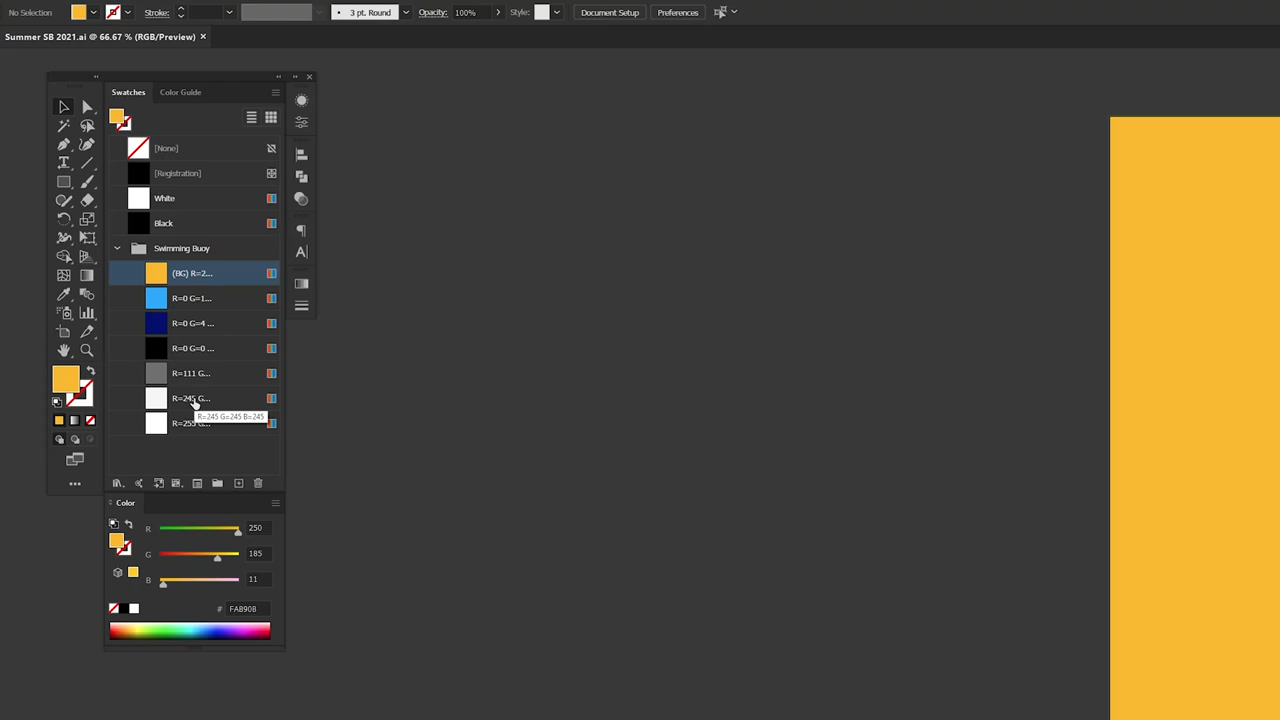 No Selection Stroke: 3 pt. Round Opacity: 100% Style: Document Setup Preferences
Summer SB 2021.ai @ 66.67 % (RGB/Preview) ×
Swatches Color Guide
[None]
[Registration]
White
Black
Swimming Buoy
(BG) R=2...
R=0 G=1...
R=0 G=4 ...
R=0 G=0 ...
R=111 G...
R=245 G...
R=245 G=245 B=245
R=255 G...
Color
R 250
G 185
B 11
# FAB90B